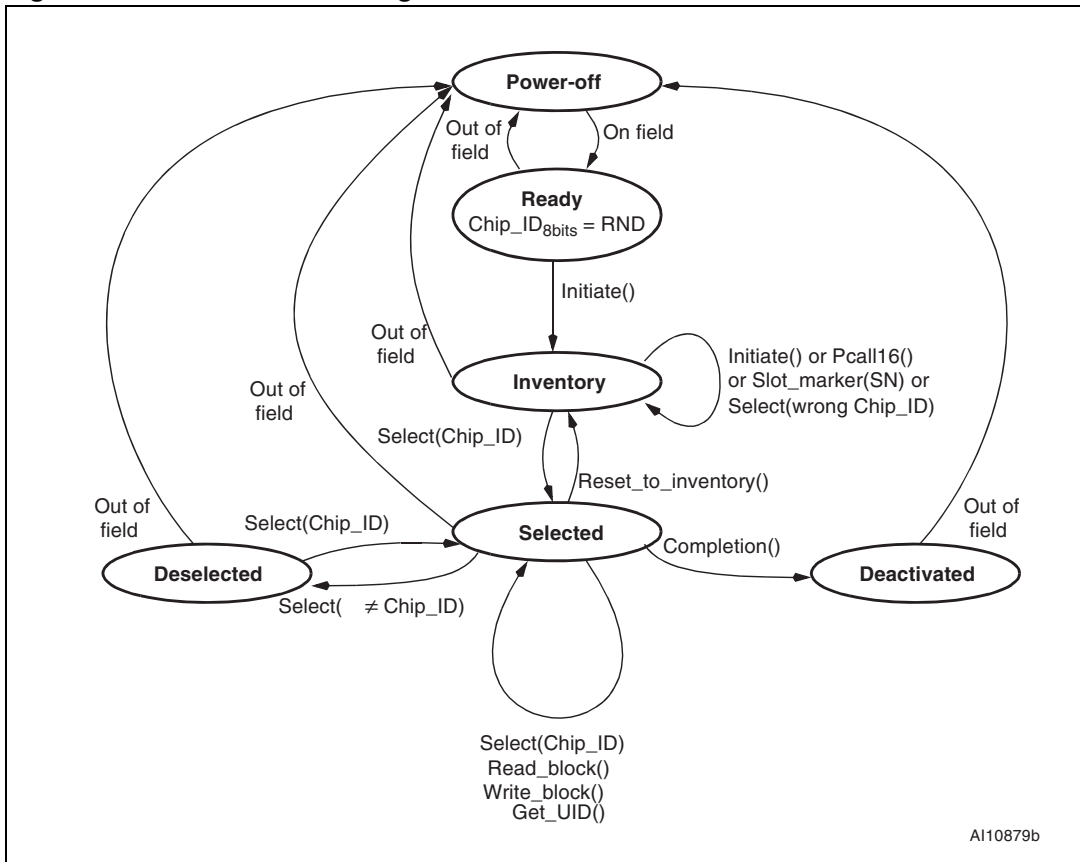 Power-off
Out of
field
On field
Ready
Chip_ID8bits = RND
Initiate()
Out of
field
Inventory
Initiate() or Pcall16()
or Slot_marker(SN) or
Select(wrong Chip_ID)
Out of
field
Select(Chip_ID)
Reset_to_inventory()
Out of
field
Select(Chip_ID)
Selected
Completion()
Out of
field
Deselected
Deactivated
Select( ≠ Chip_ID)
Select(Chip_ID)
Read_block()
Write_block()
Get_UID()
AI10879b